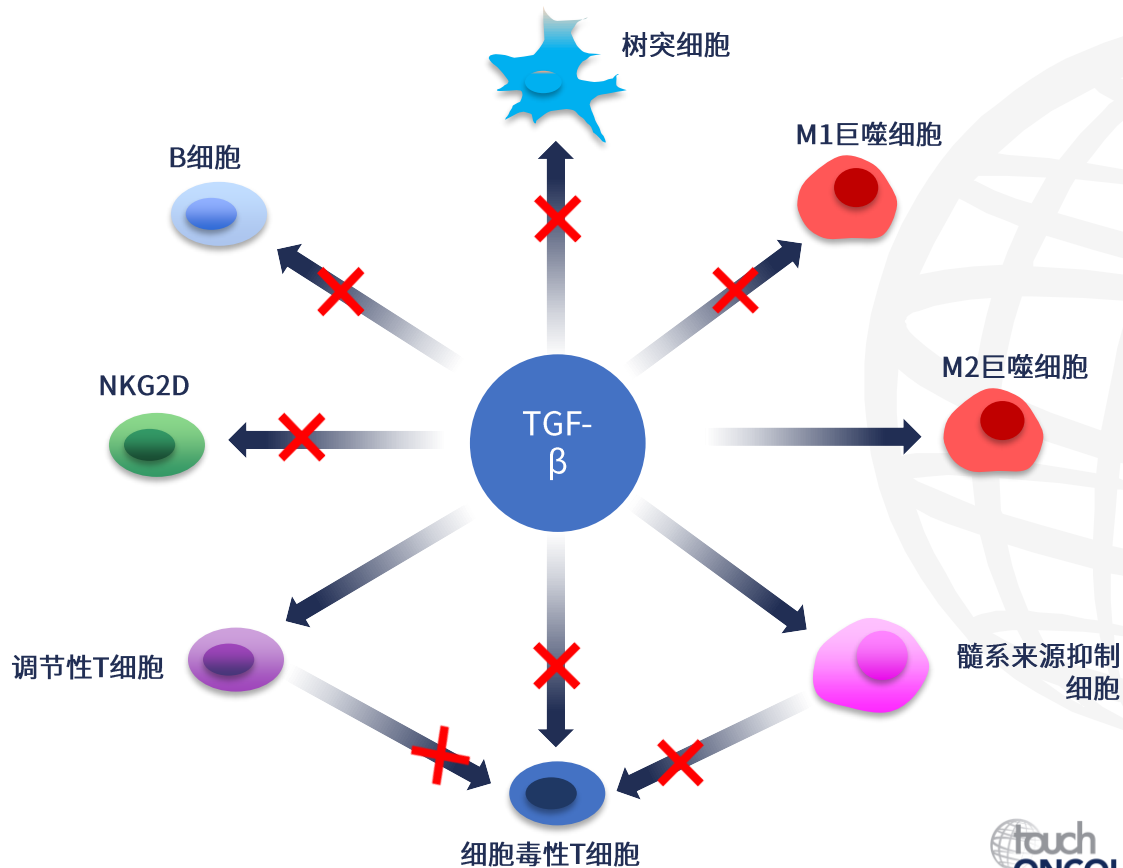 树突细胞
M1巨噬细胞
B细胞
M2巨噬细胞
NKG2D
TGF-
β
调节性T细胞
髓系来源抑制
细胞
细胞毒性T细胞
touch